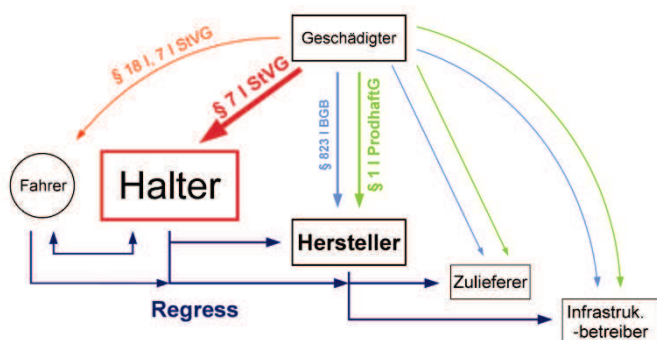 Geschädigter
§ 18 I, 7 I StVG
§ 7 I StVG
§ 823 I BGB
§ 1 I ProdhaftG
Fahrer
Halter
Hersteller
Zulieferer
Regress
Infrastruk.
-betreiber